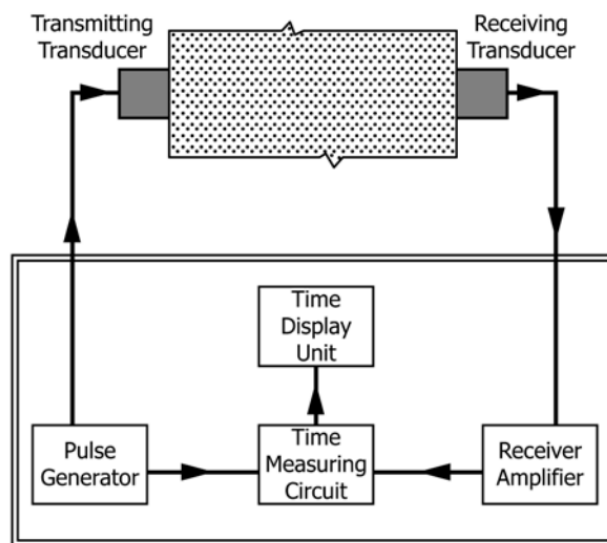 Transmitting
Transducer
Receiving
Transducer
Time
Display
Unit
Pulse
Generator
Time
Measuring
Circuit
Receiver
Amplifier